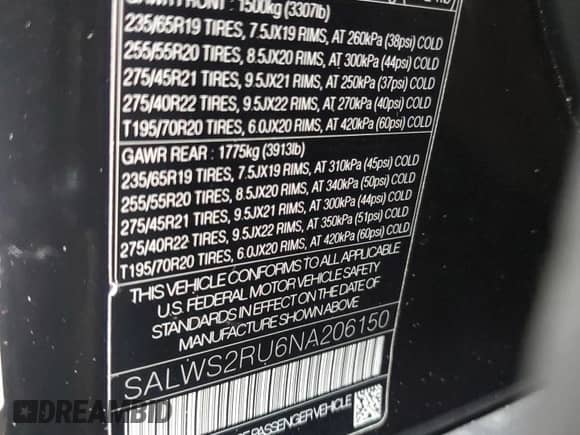 GAWR FRONT : 1500kg (3307lb)
235/65R19 TIRES, 7.5JX19 RIMS, AT 260kPa (38psi) COLD
255/55R20 TIRES, 8.5JX20 RIMS, AT 300kPa (44psi) COLD
275/45R21 TIRES, 9.5JX21 RIMS, AT 250kPa (37psi) COLD
275/40R22 TIRES, 9.5JX22 RIMS, AT 270kPa (40psi) COLD
T195/70R20 TIRES, 6.0JX20 RIMS, AT 420kPa (60psi) COLD
GAWR REAR : 1775kg (3913lb)
235/65R19 TIRES, 7.5JX19 RIMS, AT 310kPa (45psi) COLD
255/55R20 TIRES, 8.5JX20 RIMS, AT 340kPa (50psi) COLD
275/45R21 TIRES, 9.5JX21 RIMS, AT 300kPa (44psi) COLD
275/40R22 TIRES, 9.5JX22 RIMS, AT 350kPa (51psi) COLD
T195/70R20 TIRES, 6.0JX20 RIMS, AT 420kPa (60psi) COLD
THIS VEHICLE CONFORMS TO ALL APPLICABLE
U.S. FEDERAL MOTOR VEHICLE SAFETY
STANDARDS IN EFFECT ON THE DATE OF
MANUFACTURE SHOWN ABOVE
SALWS2RU6NA206150
PASSENGER VEHICLE
DREAMBID